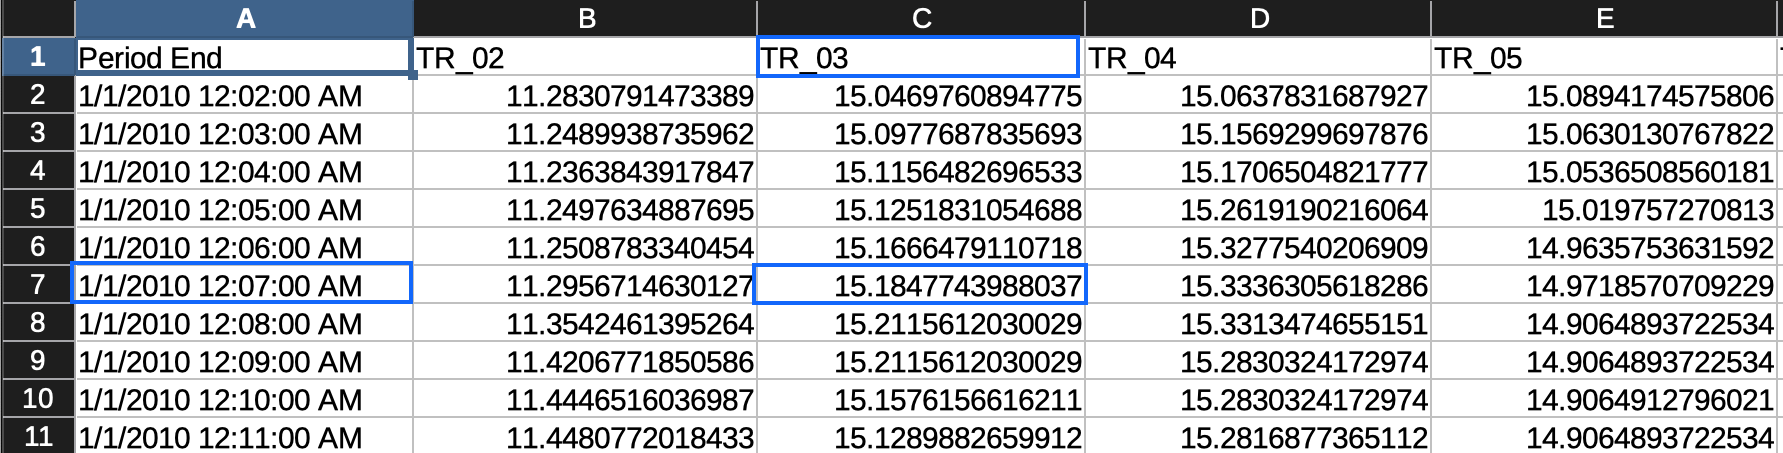 A B C D E
1 Period End TR_02 TR_03 TR_04 TR_05
2 1/1/2010 12:02:00 AM 11.2830791473389 15.0469760894775 15.0637831687927 15.0894174575806
3 1/1/2010 12:03:00 AM 11.2489938735962 15.0977687835693 15.1569299697876 15.0630130767822
4 1/1/2010 12:04:00 AM 11.2363843917847 15.1156482696533 15.1706504821777 15.0536508560181
5 1/1/2010 12:05:00 AM 11.2497634887695 15.1251831054688 15.2619190216064 15.019757270813
6 1/1/2010 12:06:00 AM 11.2508783340454 15.1666479110718 15.3277540206909 14.9635753631592
7 1/1/2010 12:07:00 AM 11.2956714630127 15.1847743988037 15.3336305618286 14.9718570709229
8 1/1/2010 12:08:00 AM 11.3542461395264 15.2115612030029 15.3313474655151 14.9064893722534
9 1/1/2010 12:09:00 AM 11.4206771850586 15.2115612030029 15.2830324172974 14.9064893722534
10 1/1/2010 12:10:00 AM 11.4446516036987 15.1576156616211 15.2830324172974 14.9064912796021
11 1/1/2010 12:11:00 AM 11.4480772018433 15.1289882659912 15.2816877365112 14.9064893722534